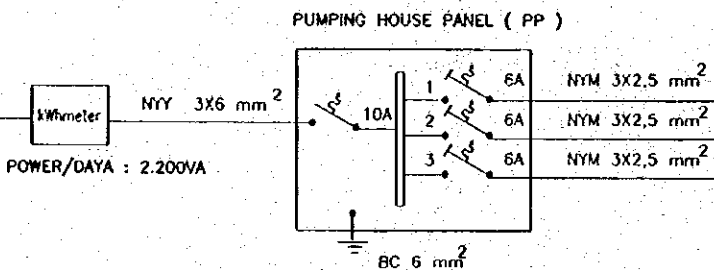 PUMPING HOUSE PANEL ( PP )
kWhmeter
NYY 3X6 mm²
POWER/DAYA : 2.200VA
10A
1 6A NYM 3X2,5 mm²
2 6A NYM 3X2,5 mm²
3 6A NYM 3X2,5 mm²
BC 6 mm²